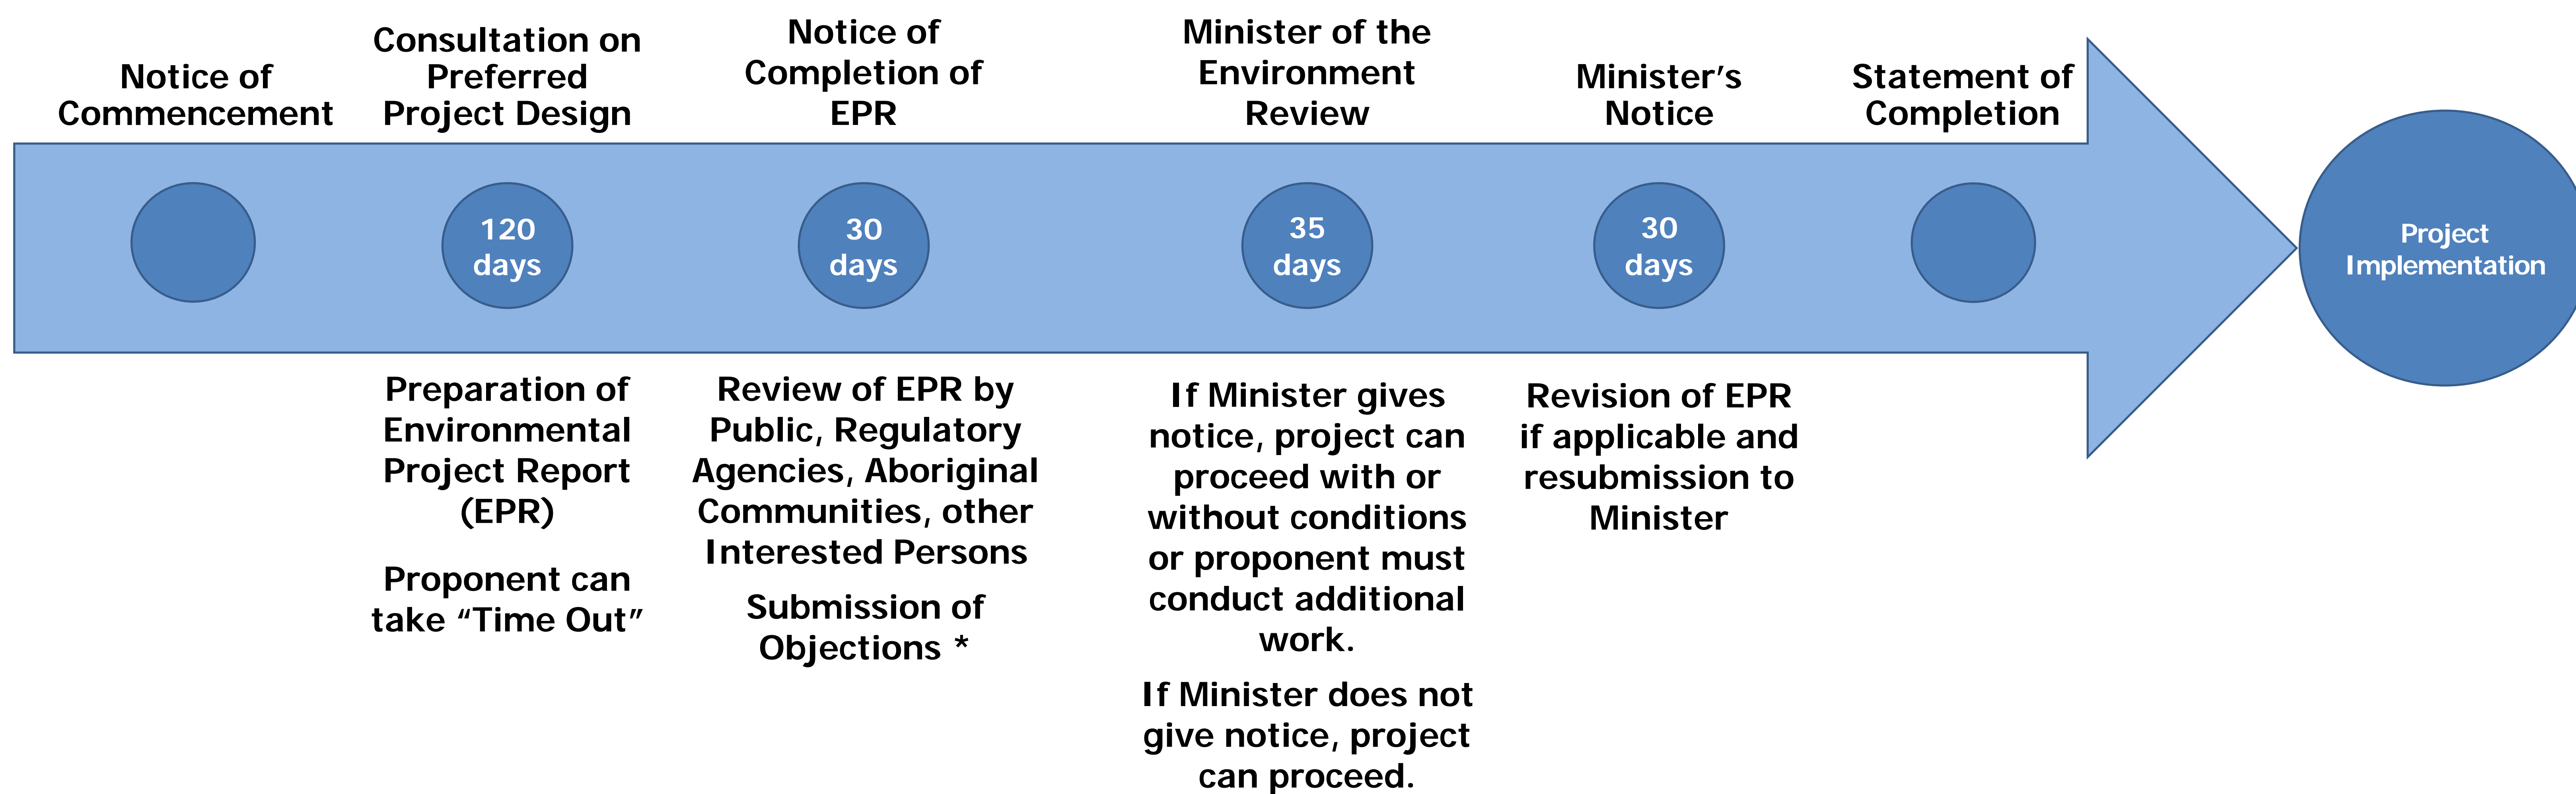 Notice of
Commencement
Consultation on
Preferred
Project Design
Notice of
Completion of
EPR
Minister of the
Environment
Review
Minister’s
Notice
Statement of
Completion
120
days
30
days
35
days
30
days
Project
Implementation
Preparation of
Environmental
Project Report
(EPR)
Proponent can
take “Time Out”
Review of EPR by
Public, Regulatory
Agencies, Aboriginal
Communities, other
Interested Persons
Submission of
Objections *
If Minister gives
notice, project can
proceed with or
without conditions
or proponent must
conduct additional
work.
If Minister does not
give notice, project
can proceed.
Revision of EPR
if applicable and
resubmission to
Minister